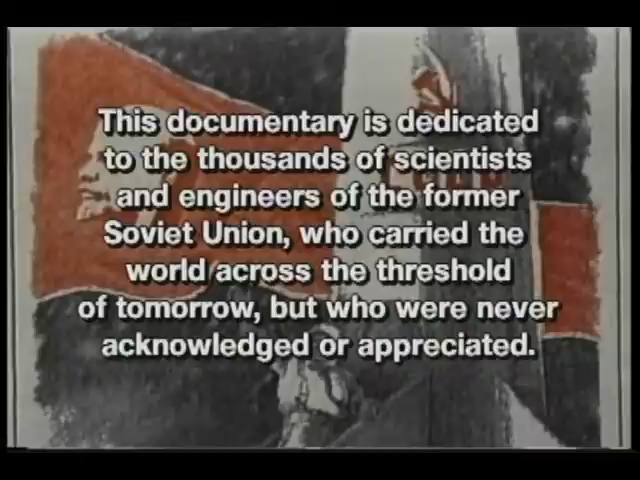 This documentary is dedicated
to the thousands of scientists
and engineers of the former
Soviet Union, who carried the
world across the threshold
of tomorrow, but who were never
acknowledged or appreciated.